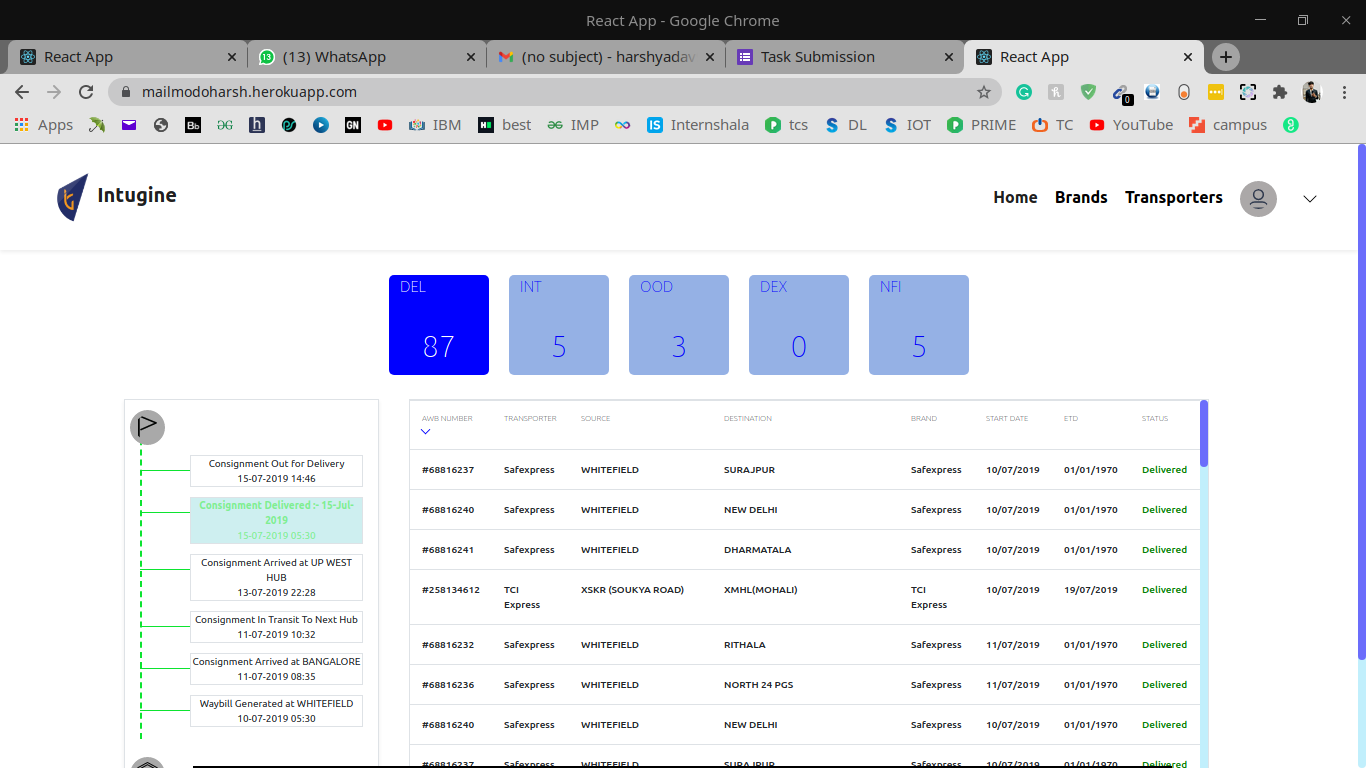 React App - Google Chrome
React App
(13) WhatsApp
(no subject) - harshyadav
Task Submission
React App
mailmodoharsh.herokuapp.com
0
Apps
Bb
h
GN
IBM
best
IMP
IS Internshala
tcs
DL
IOT
PRIME
TC
YouTube
campus
Intugine
Home Brands Transporters
DEL
87
INT
5
OOD
3
DEX
0
NFI
5
Consignment Out for Delivery
15-07-2019 14:46
Consignment Delivered :- 15-Jul-
2019
15-07-2019 05:30
Consignment Arrived at UP WEST
HUB
13-07-2019 22:28
Consignment In Transit To Next Hub
11-07-2019 10:32
Consignment Arrived at BANGALORE
11-07-2019 08:35
Waybill Generated at WHITEFIELD
10-07-2019 05:30
AWB NUMBER TRANSPORTER SOURCE DESTINATION BRAND START DATE ETD STATUS
#68816237 Safexpress WHITEFIELD SURAJPUR Safexpress 10/07/2019 01/01/1970 Delivered
#68816240 Safexpress WHITEFIELD NEW DELHI Safexpress 10/07/2019 01/01/1970 Delivered
#68816241 Safexpress WHITEFIELD DHARMATALA Safexpress 10/07/2019 01/01/1970 Delivered
#258134612 TCI XSKR (SOUKYA ROAD) XMHL(MOHALI) TCI 10/07/2019 19/07/2019 Delivered
Express Express
#68816232 Safexpress WHITEFIELD RITHALA Safexpress 11/07/2019 01/01/1970 Delivered
#68816236 Safexpress WHITEFIELD NORTH 24 PGS Safexpress 11/07/2019 01/01/1970 Delivered
#68816240 Safexpress WHITEFIELD NEW DELHI Safexpress 10/07/2019 01/01/1970 Delivered
#68816237 Safexpress WHITEFIELD SURAJPUR Safexpress 10/07/2019 01/01/1970 Delivered